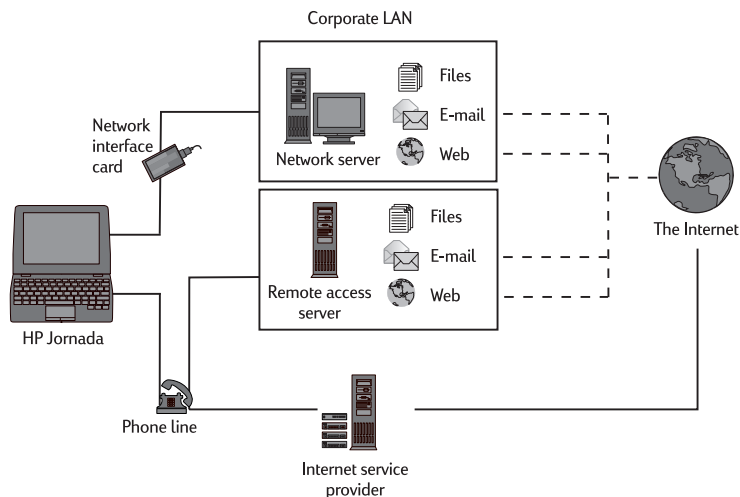 Corporate LAN
Files
E-mail
Web
Network server
Network
interface
card
HP Jornada
Files
E-mail
Web
Remote access
server
The Internet
Phone line
Internet service
provider